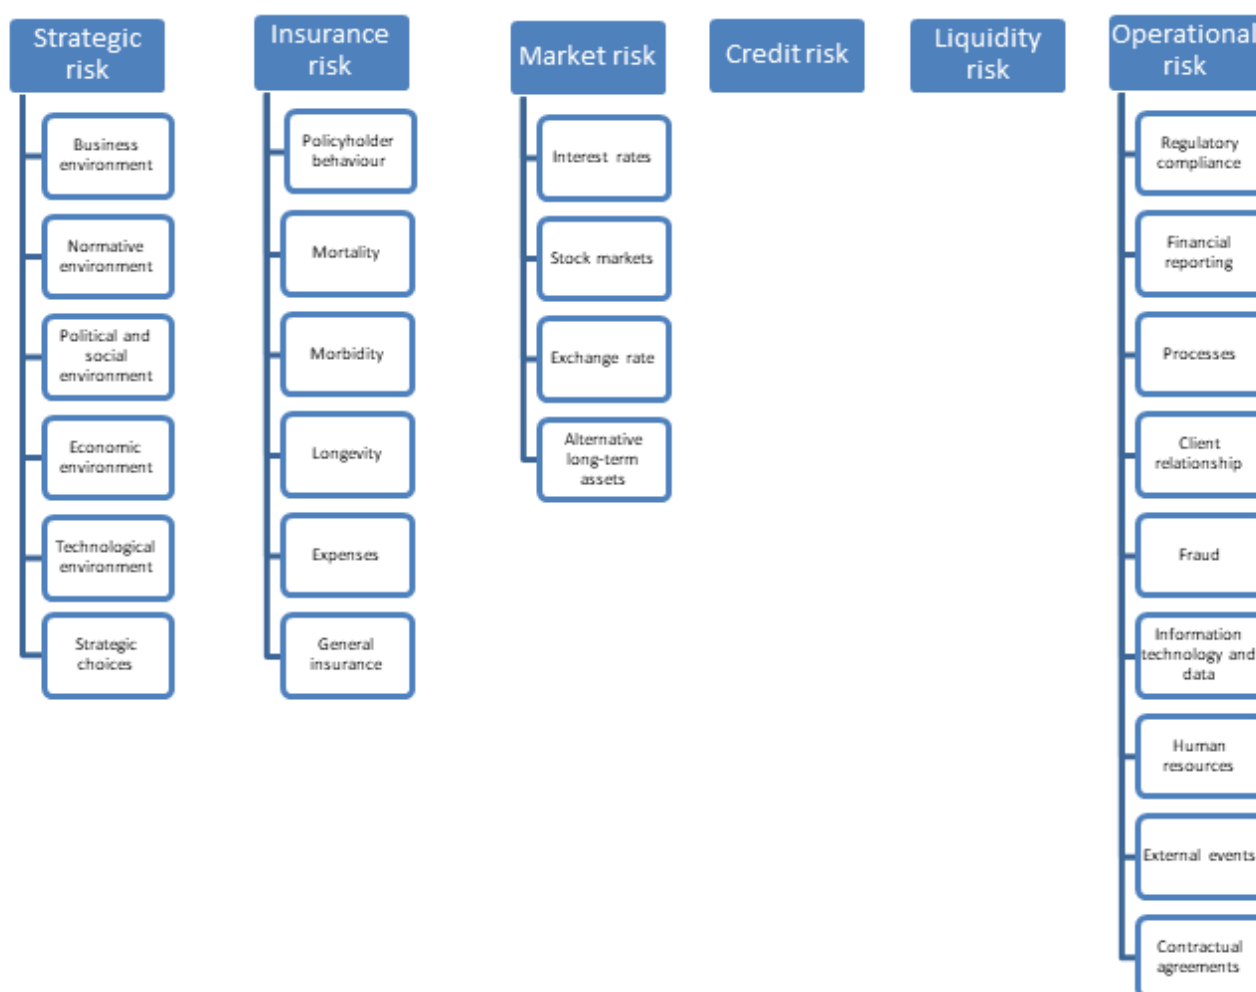 Strategic
risk
Business
environment
Normative
environment
Political and
social
environment
Economic
environment
Technological
environment
Strategic
choices
Insurance
risk
Policyholder
behaviour
Mortality
Morbidity
Longevity
Expenses
General
insurance
Market risk
Interest rates
Stock markets
Exchange rate
Alternative
long-term
assets
Credit risk
Liquidity
risk
Operational
risk
Regulatory
compliance
Financial
reporting
Processes
Client
relationship
Fraud
Information
technology and
data
Human
resources
External events
Contractual
agreements